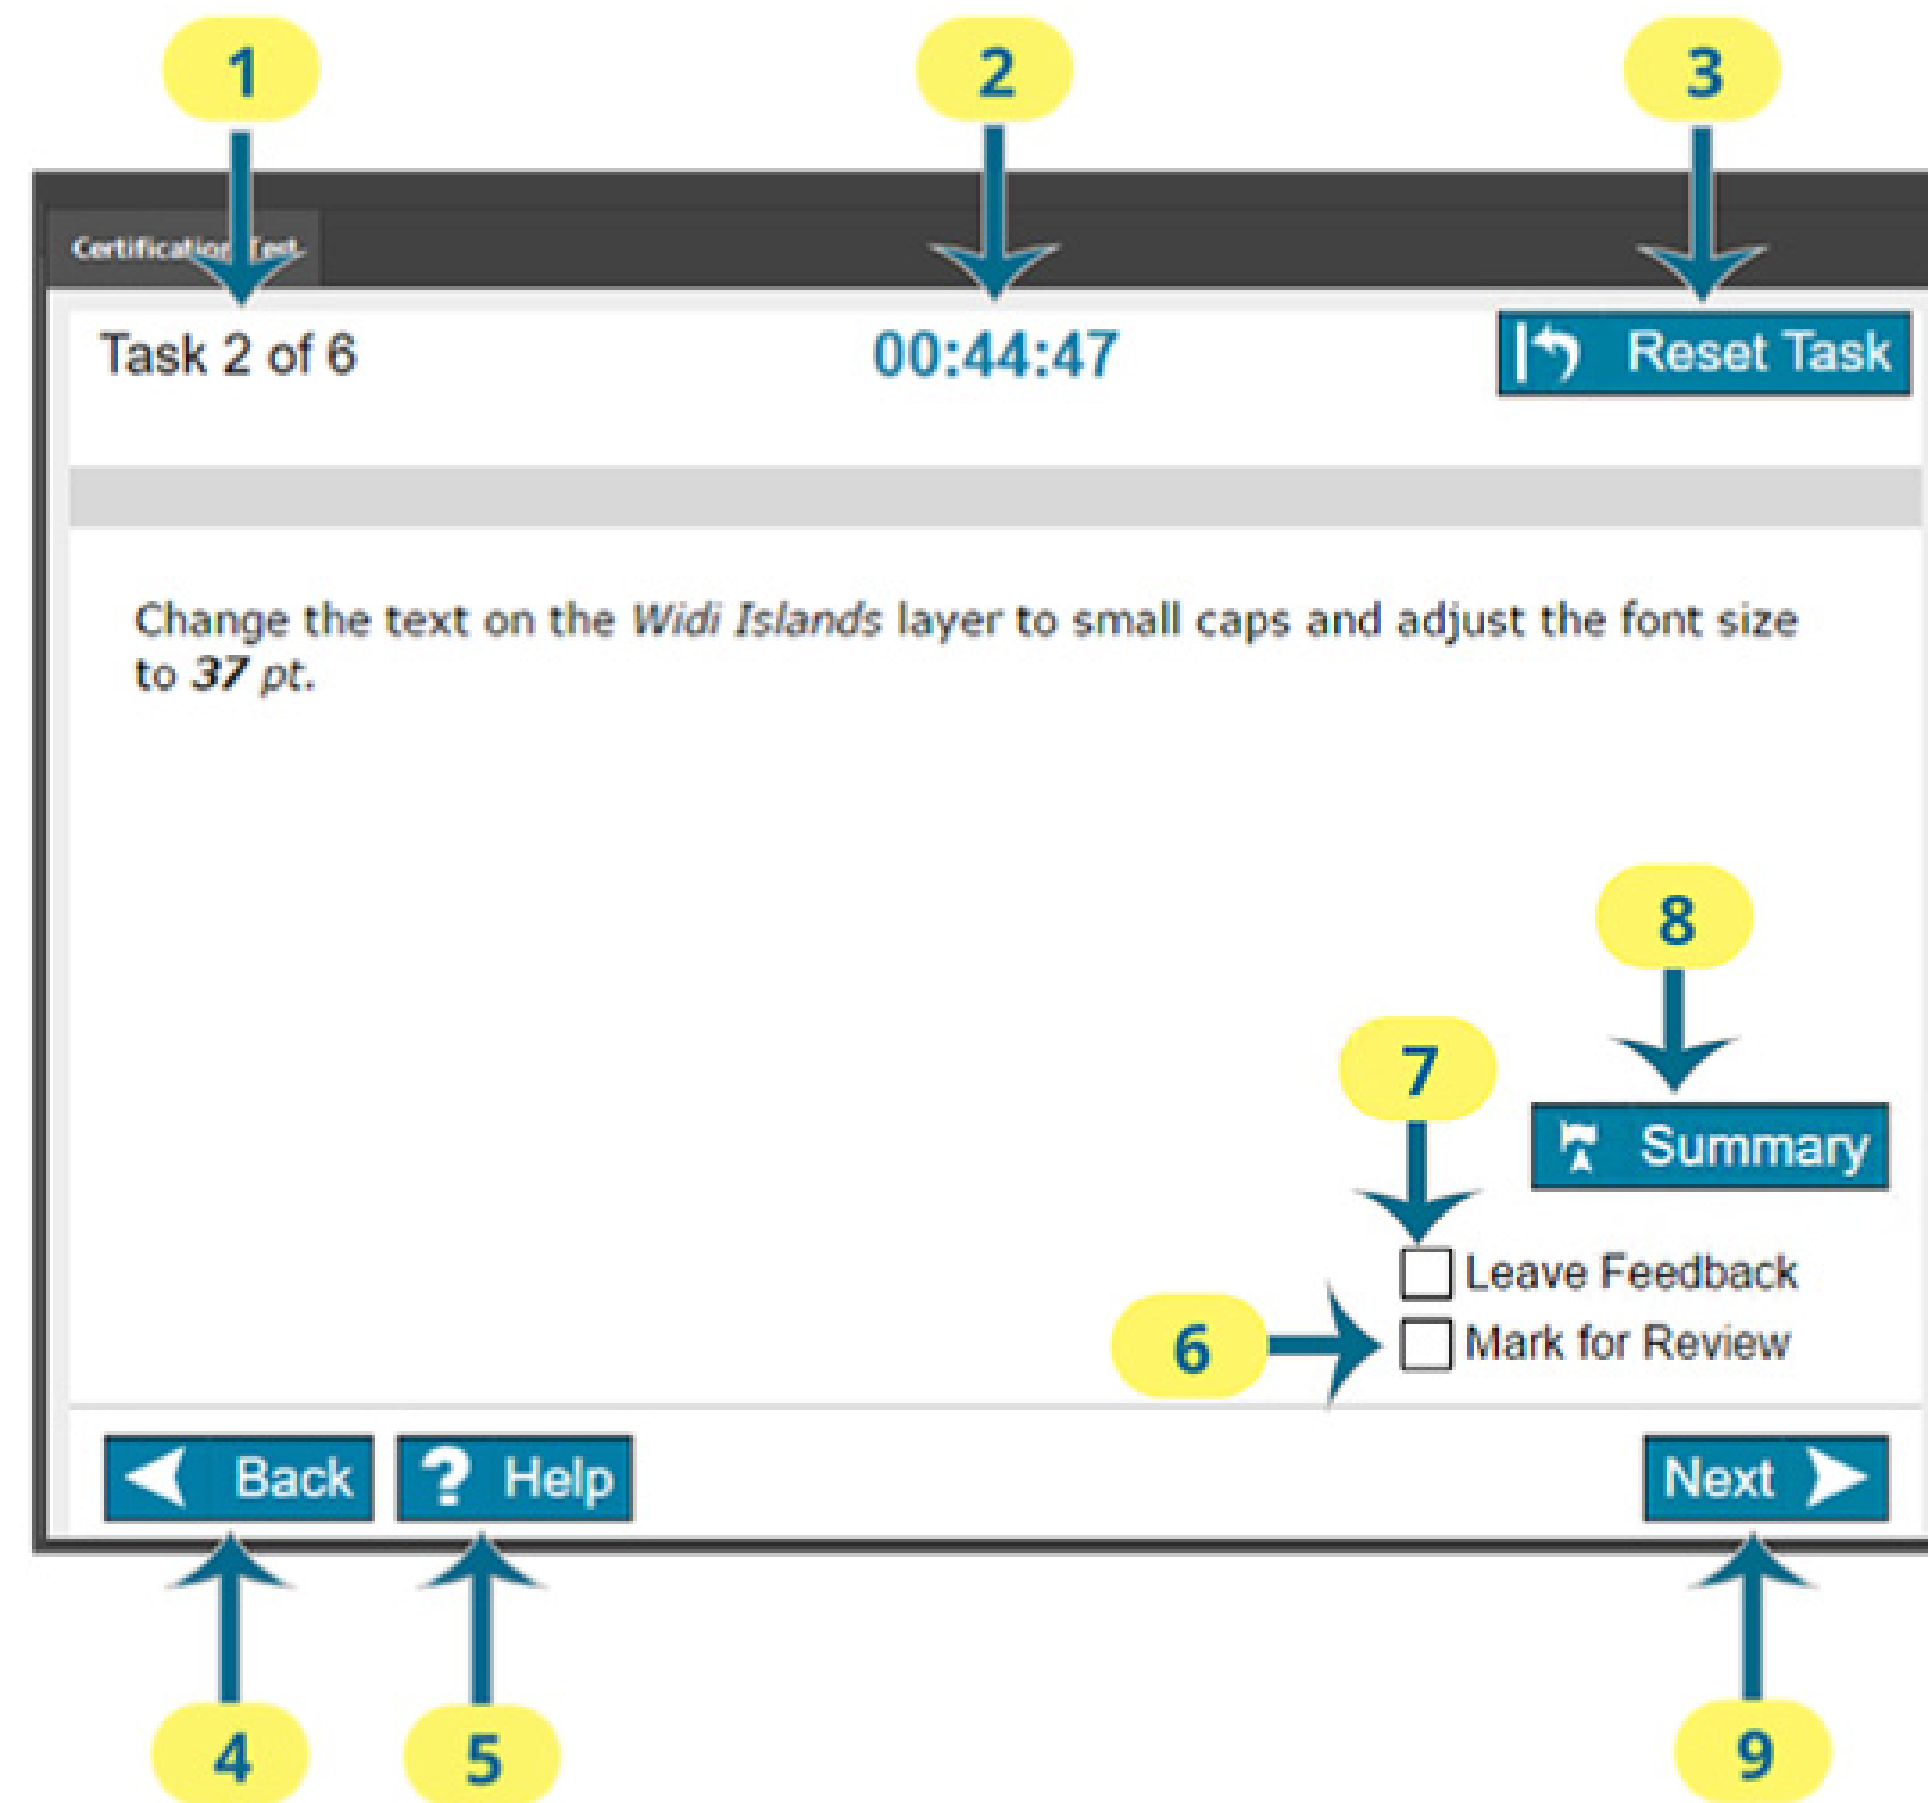 1
2
3
Certification Test
Task 2 of 6
00:44:47
Reset Task
Change the text on the Widi Islands layer to small caps and adjust the font size
to 37 pt.
8
7
Summary
Leave Feedback
6
Mark for Review
Back
? Help
Next
4
5
9